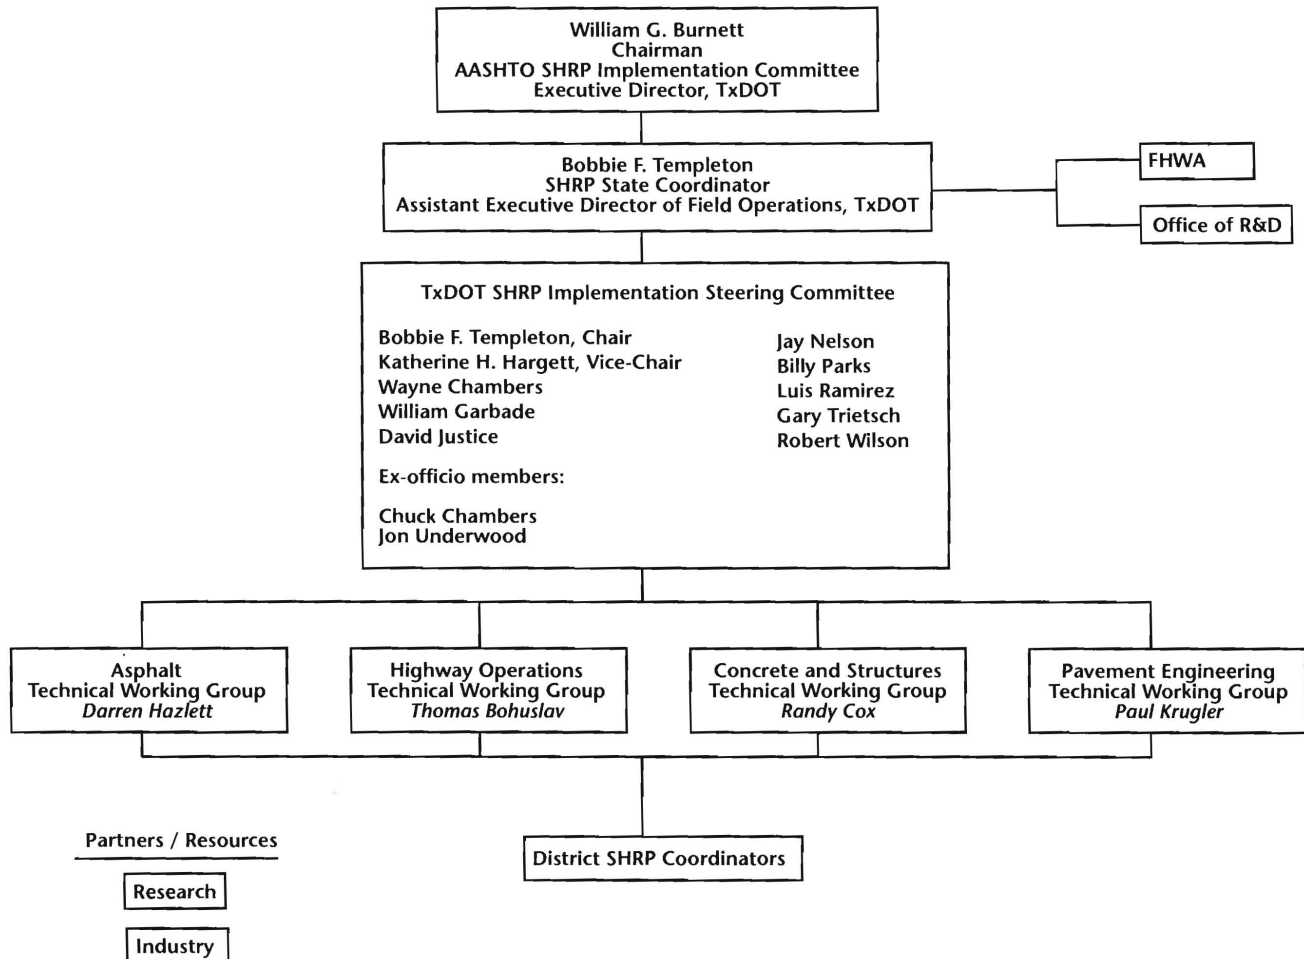 William G. Burnett
Chairman
AASHTO SHRP Implementation Committee
Executive Director, TxDOT
Bobbie F. Templeton
SHRP State Coordinator
Assistant Executive Director of Field Operations, TxDOT
FHWA
Office of R&D
TxDOT SHRP Implementation Steering Committee
Bobbie F. Templeton, Chair
Katherine H. Hargett, Vice-Chair
Wayne Chambers
William Garbade
David Justice
Jay Nelson
Billy Parks
Luis Ramirez
Gary Trietsch
Robert Wilson
Ex-officio members:
Chuck Chambers
Jon Underwood
Asphalt
Technical Working Group
Darren Hazlett
Highway Operations
Technical Working Group
Thomas Bohuslav
Concrete and Structures
Technical Working Group
Randy Cox
Pavement Engineering
Technical Working Group
Paul Krugler
District SHRP Coordinators
Partners / Resources
Research
Industry